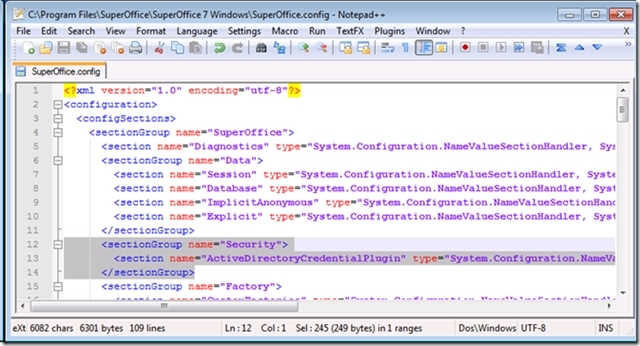 C:\Program Files\SuperOffice\SuperOffice 7 Windows\SuperOffice.config - Notepad++
File Edit Search View Format Language Settings Macro Run TextFX Plugins Window ? X
SuperOffice.config
1 <?xml version="1.0" encoding="utf-8"?>
2 <configuration>
3 <configSections>
4 <sectionGroup name="SuperOffice">
5 <section name="Diagnostics" type="System.Configuration.NameValueSectionHandler, Sys
6 <sectionGroup name="Data">
7 <section name="Session" type="System.Configuration.NameValueSectionHandler, Sys
8 <section name="Database" type="System.Configuration.NameValueSectionHandler, Sy
9 <section name="ImplicitAnonymous" type="System.Configuration.NameValueSectionHa
10 <section name="Explicit" type="System.Configuration.NameValueSectionHandler, Sy
11 </sectionGroup>
12 <sectionGroup name="Security">
13 <section name="ActiveDirectoryCredentialPlugin" type="System.Configuration.NameVa
14 </sectionGroup>
15 <sectionGroup name="Factory">
16
eXt 6082 chars 6301 bytes 109 lines Ln : 12 Col : 1 Sel : 245 (249 bytes) in 1 ranges Dos\Windows UTF-8 INS